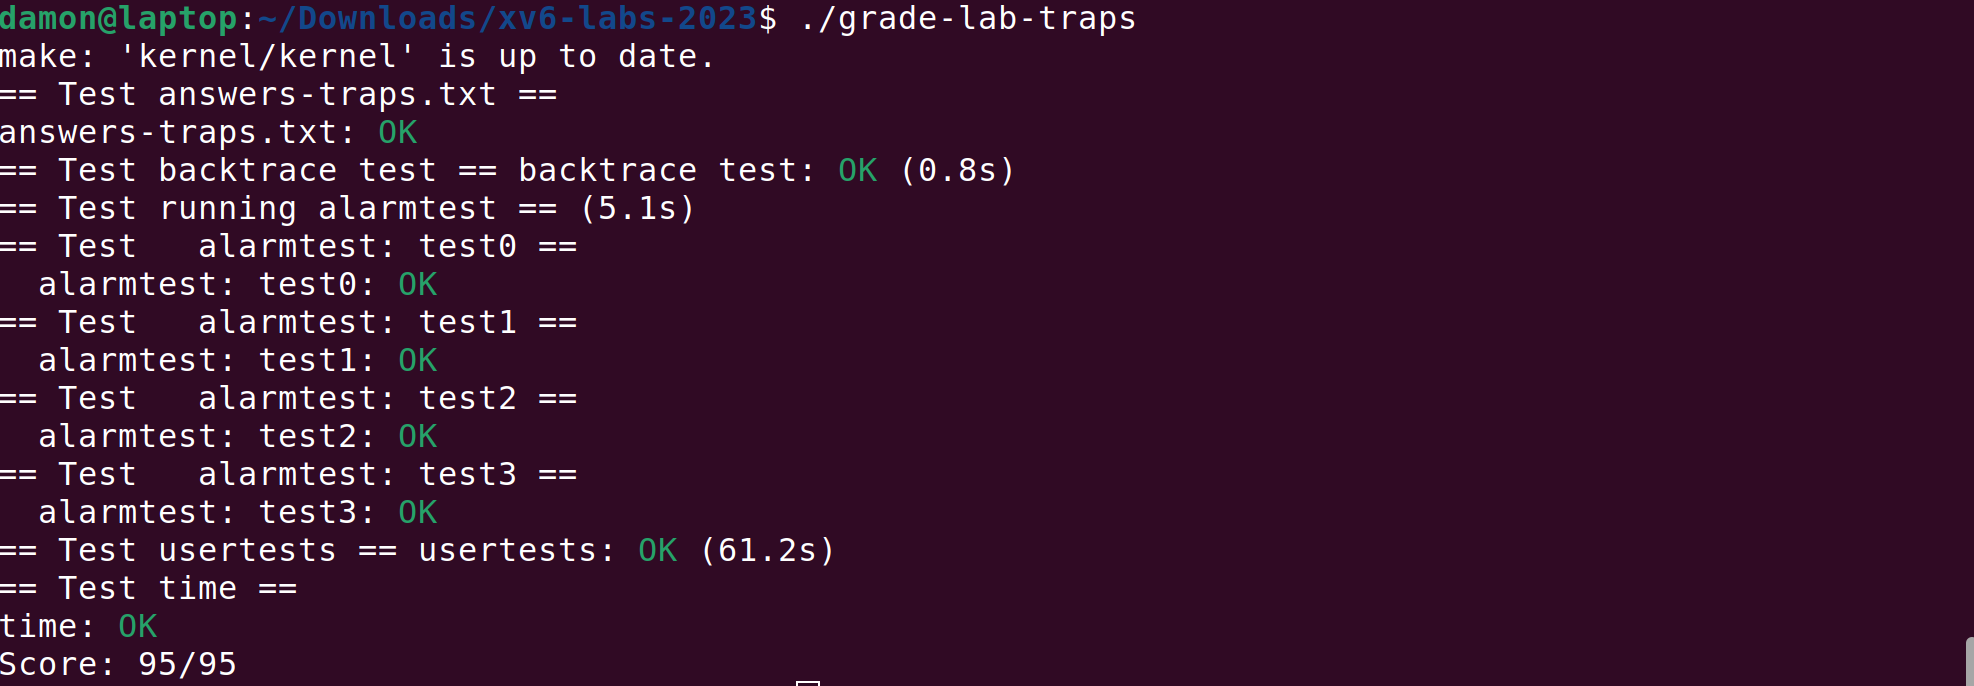 damon@laptop:~/Downloads/xv6-labs-2023$ ./grade-lab-traps
make: 'kernel/kernel' is up to date.
== Test answers-traps.txt ==
answers-traps.txt: OK
== Test backtrace test == backtrace test: OK (0.8s)
== Test running alarmtest == (5.1s)
== Test   alarmtest: test0 ==
  alarmtest: test0: OK
== Test   alarmtest: test1 ==
  alarmtest: test1: OK
== Test   alarmtest: test2 ==
  alarmtest: test2: OK
== Test   alarmtest: test3 ==
  alarmtest: test3: OK
== Test usertests == usertests: OK (61.2s)
== Test time ==
time: OK
Score: 95/95